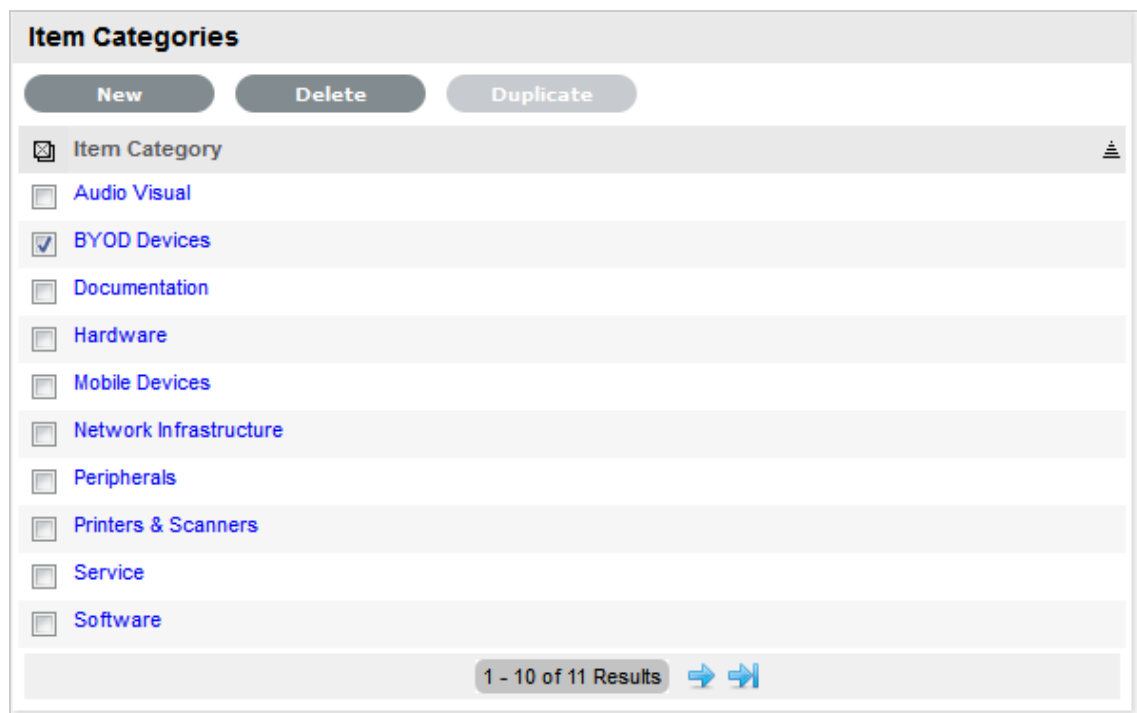 Item Categories
New Delete Duplicate
Item Category
Audio Visual
BYOD Devices
Documentation
Hardware
Mobile Devices
Network Infrastructure
Peripherals
Printers & Scanners
Service
Software
1 - 10 of 11 Results